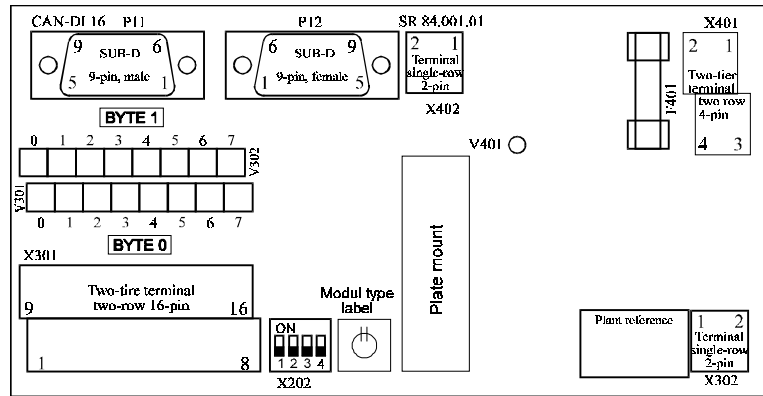 CAN-DI 16 P11 P12 SR 84.001.01 X401
9 6 6 9 2 1 2 1
SUB-D SUB-D Terminal Two-tier
9-pin, male 9-pin, female single-row terminal
5 1 1 5 2-pin two row
X402 F401 4-pin
4 3
BYTE 1
0 1 2 3 4 5 6 7
V302
V401
V301
0 1 2 3 4 5 6 7
BYTE 0
X301
Two-tire terminal
two-row 16-pin
9 16
Plate mount
Modul type
label
Plant reference
1 2
Terminal
single-row
2-pin
X302
ON
1 2 3 4
X202
1 8